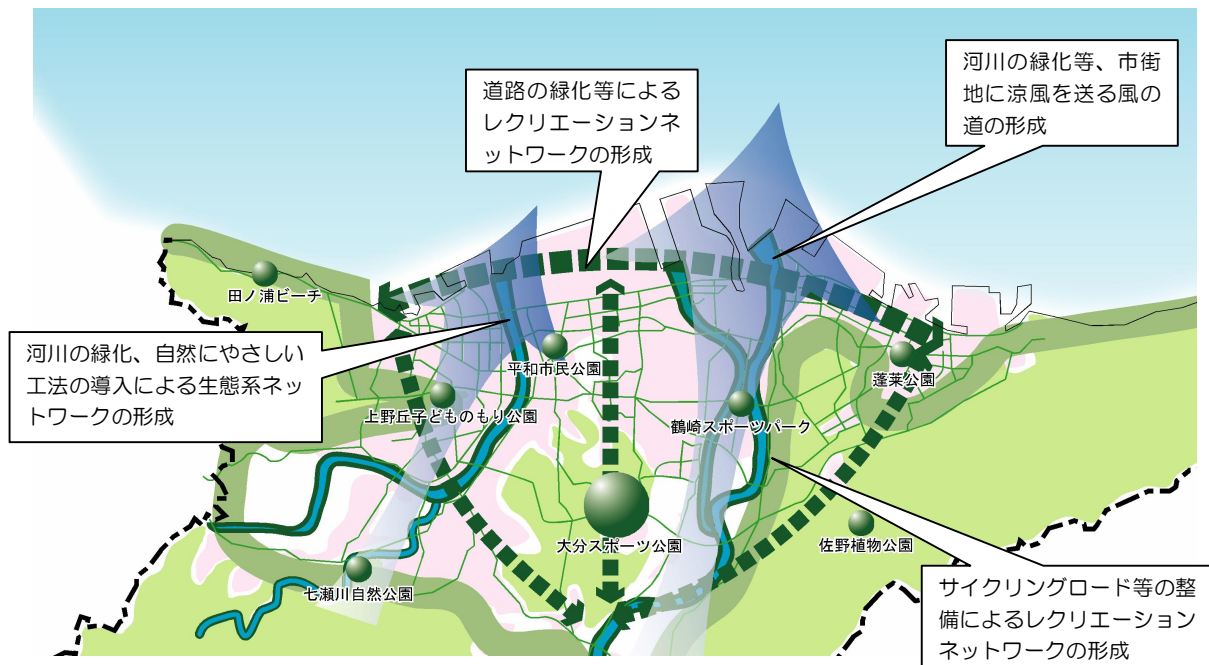 河川の緑化等、市街
地に涼風を送る風の
道の形成
道路の緑化等による
レクリエーションネ
ットワークの形成
田ノ浦ビーチ
河川の緑化、自然にやさしい
工法の導入による生態系ネッ
トワークの形成
平和市民公園
蓬莱公園
上野丘子どものもり公園
鶴崎スポーツパーク
大分スポーツ公園
佐野植物公園
七瀬川自然公園
サイクリングロード等の整
備によるレクリエーション
ネットワークの形成